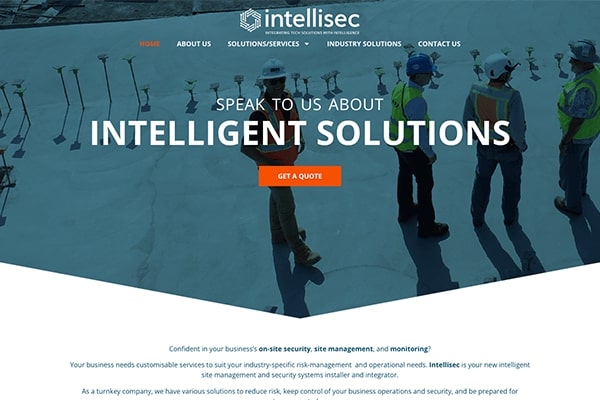 intellisec
INTEGRATING TECH SOLUTIONS WITH INTELLIGENCE
HOME ABOUT US SOLUTIONS/SERVICES INDUSTRY SOLUTIONS CONTACT US
SPEAK TO US ABOUT
INTELLIGENT SOLUTIONS
GET A QUOTE
Confident in your business's on-site security, site management, and monitoring?
Your business needs customisable services to suit your industry-specific risk-management and operational needs. Intellisec is your new intelligent
site management and security systems installer and integrator.
As a turnkey company, we have various solutions to reduce risk, keep control of your business operations and security, and be prepared for